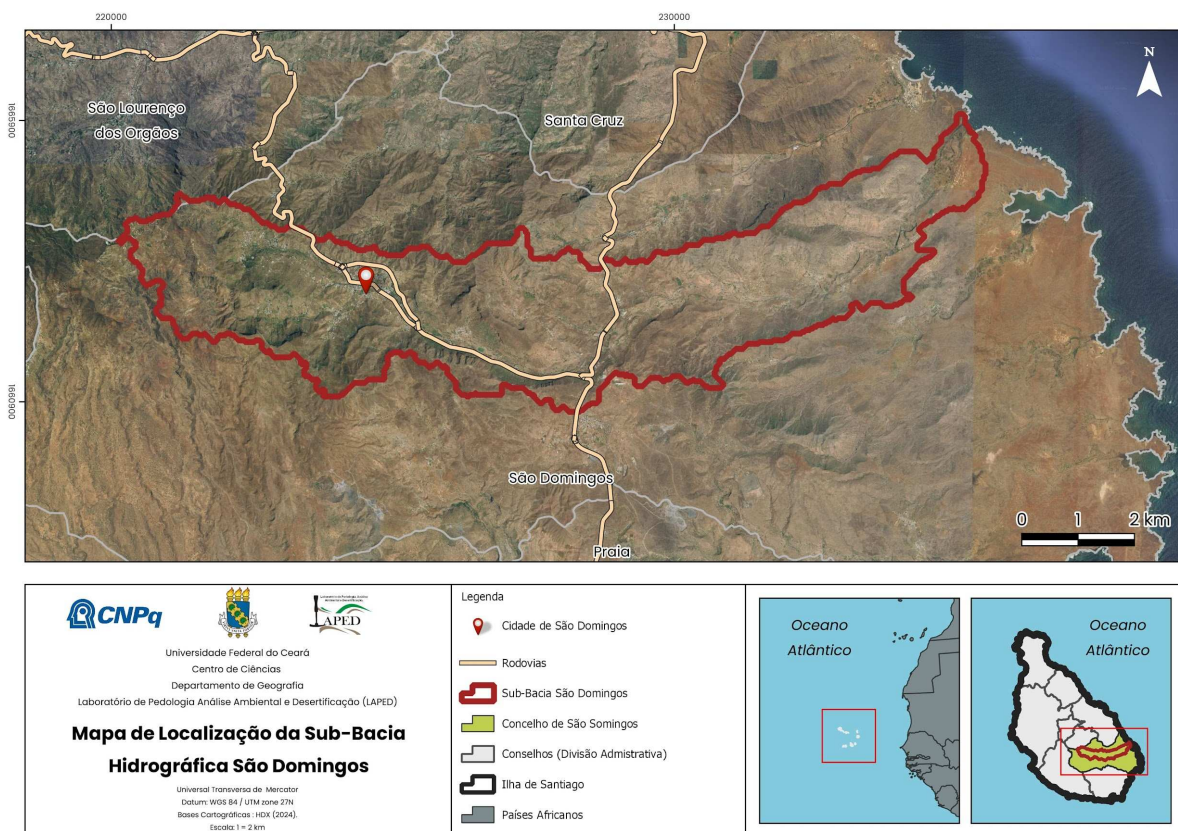 220000
230000
1665900
1660900
N
São Lourenço
dos Orgãos
Santa Cruz
São Domingos
Praia
0 1 2 km
CNPq
LAPED
Universidade Federal do Ceará
Centro de Ciências
Departamento de Geografia
Laboratório de Pedologia Análise Ambiental e Desertificação (LAPED)
Mapa de Localização da Sub-Bacia
Hidrográfica São Domingos
Universal Transversa de Mercator
Datum: WGS 84 / UTM zone 27N
Bases Cartográficas : HDX (2024).
Escala: 1 = 2 km
Legenda
Cidade de São Domingos
Rodovias
Sub-Bacia São Domingos
Concelho de São Somingos
Conselhos (Divisão Admistrativa)
Ilha de Santiago
Países Africanos
Oceano
Atlântico
Oceano
Atlântico